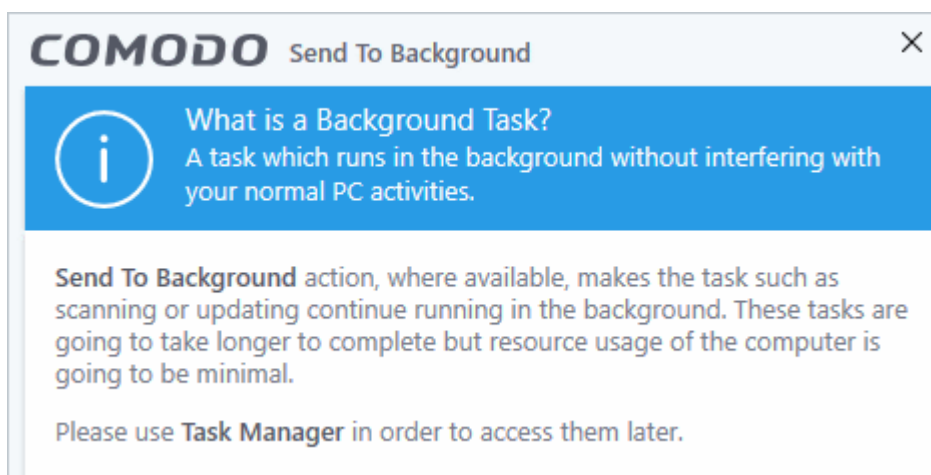 COMODO Send To Background
What is a Background Task?
A task which runs in the background without interfering with
your normal PC activities.
Send To Background action, where available, makes the task such as
scanning or updating continue running in the background. These tasks are
going to take longer to complete but resource usage of the computer is
going to be minimal.
Please use Task Manager in order to access them later.